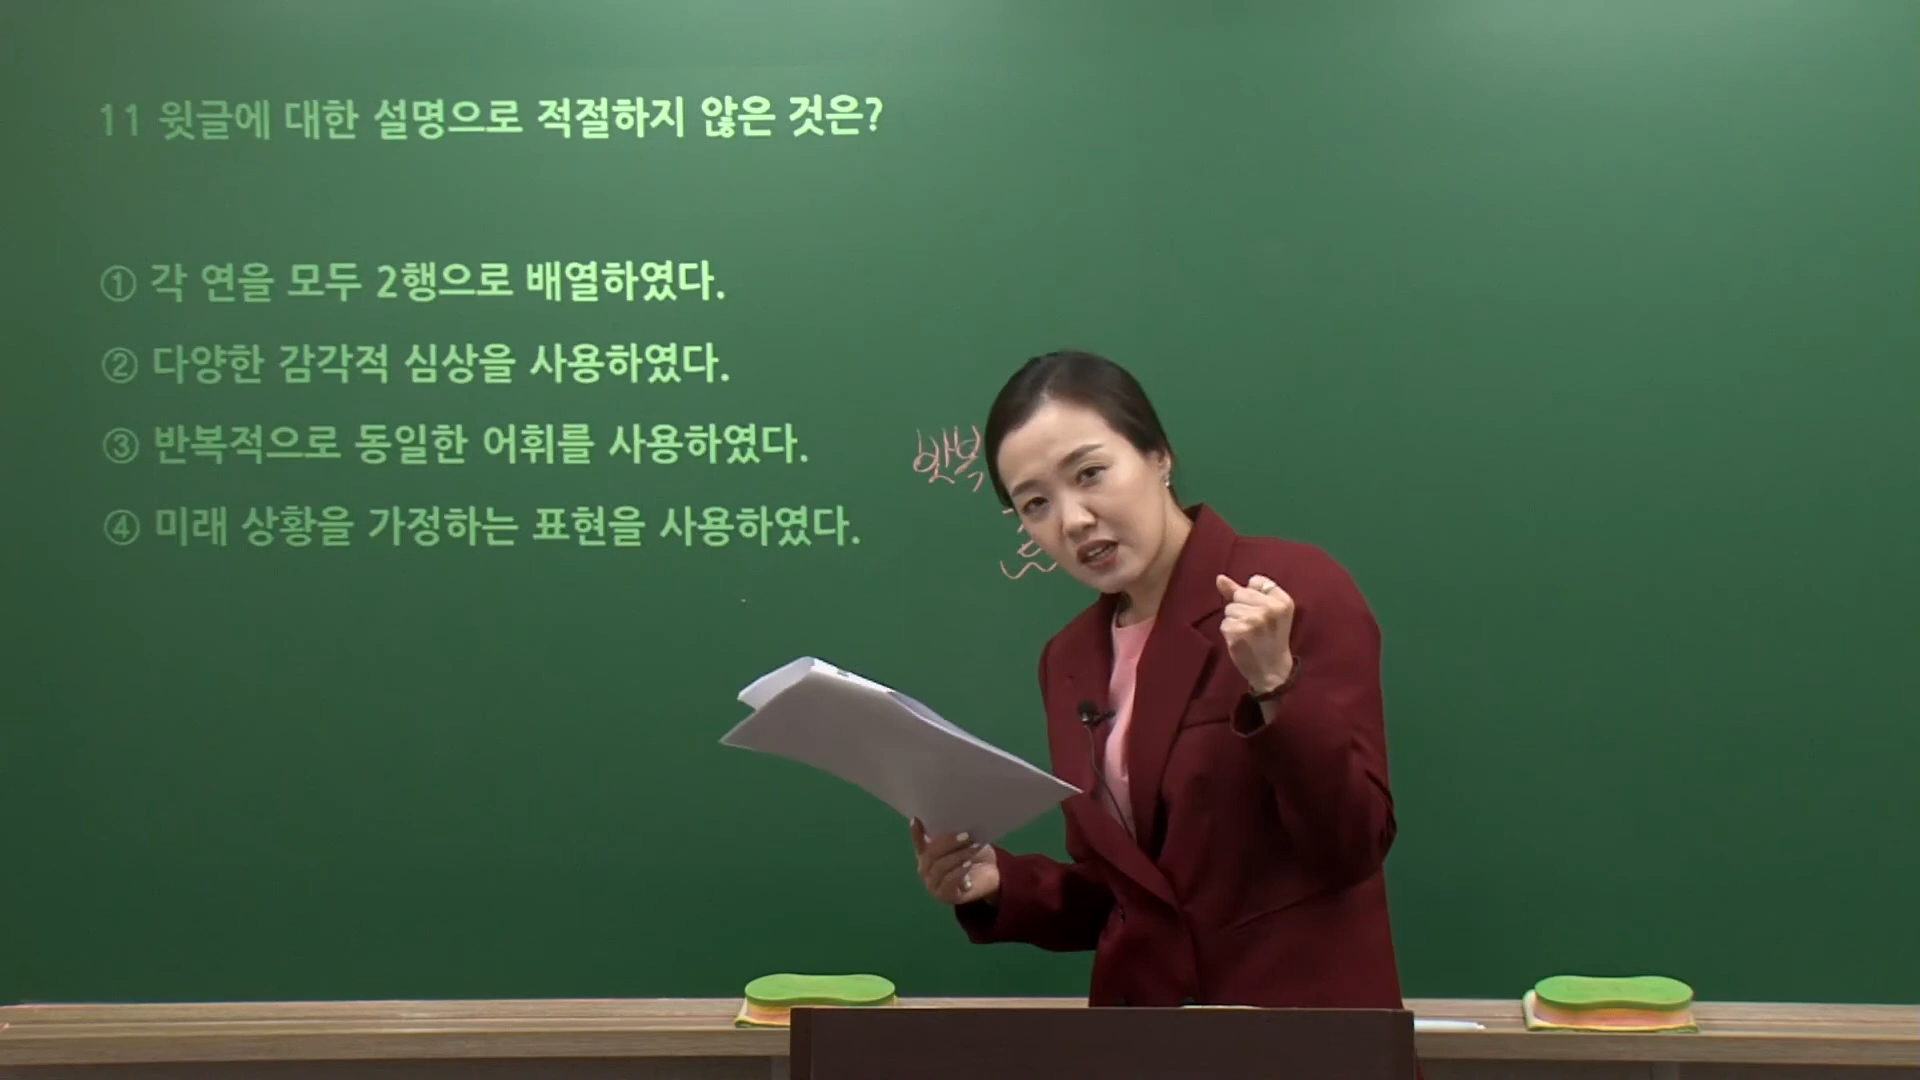 11 윗글에 대한 설명으로 적절하지 않은 것은?
① 각 연을 모두 2행으로 배열하였다.
② 다양한 감각적 심상을 사용하였다.
③ 반복적으로 동일한 어휘를 사용하였다.
④ 미래 상황을 가정하는 표현을 사용하였다.
반복